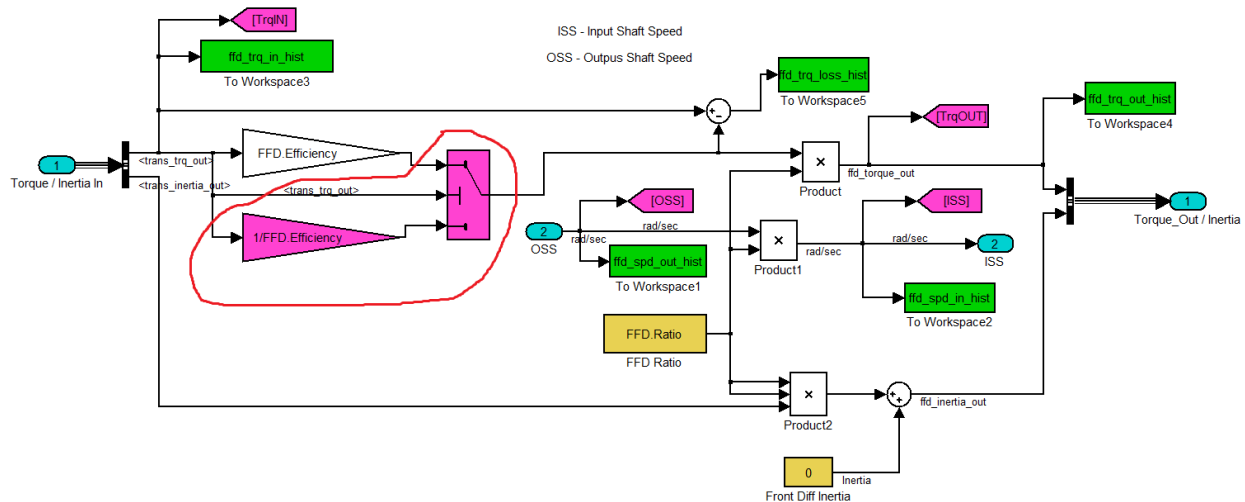 [TrqIN]
ffd_trq_in_hist
To Workspace3
ISS - Input Shaft Speed
OSS - Outpus Shaft Speed
ffd_trq_loss_hist
To Workspace5
ffd_trq_out_hist
To Workspace4
[TrqOUT]
1
Torque / Inertia In
<trans_trq_out>
<trans_inertia_out>
FFD.Efficiency
<trans_trq_out>
1/FFD.Efficiency
×
Product
ffd_torque_out
1
Torque_Out / Inertia
[OSS]
[ISS]
2
OSS
rad/sec
rad/sec
×
Product1
rad/sec
rad/sec
rad/sec
2
ISS
ffd_spd_out_hist
To Workspace1
ffd_spd_in_hist
To Workspace2
FFD.Ratio
FFD Ratio
×
Product2
ffd_inertia_out
0
Inertia
Front Diff Inertia